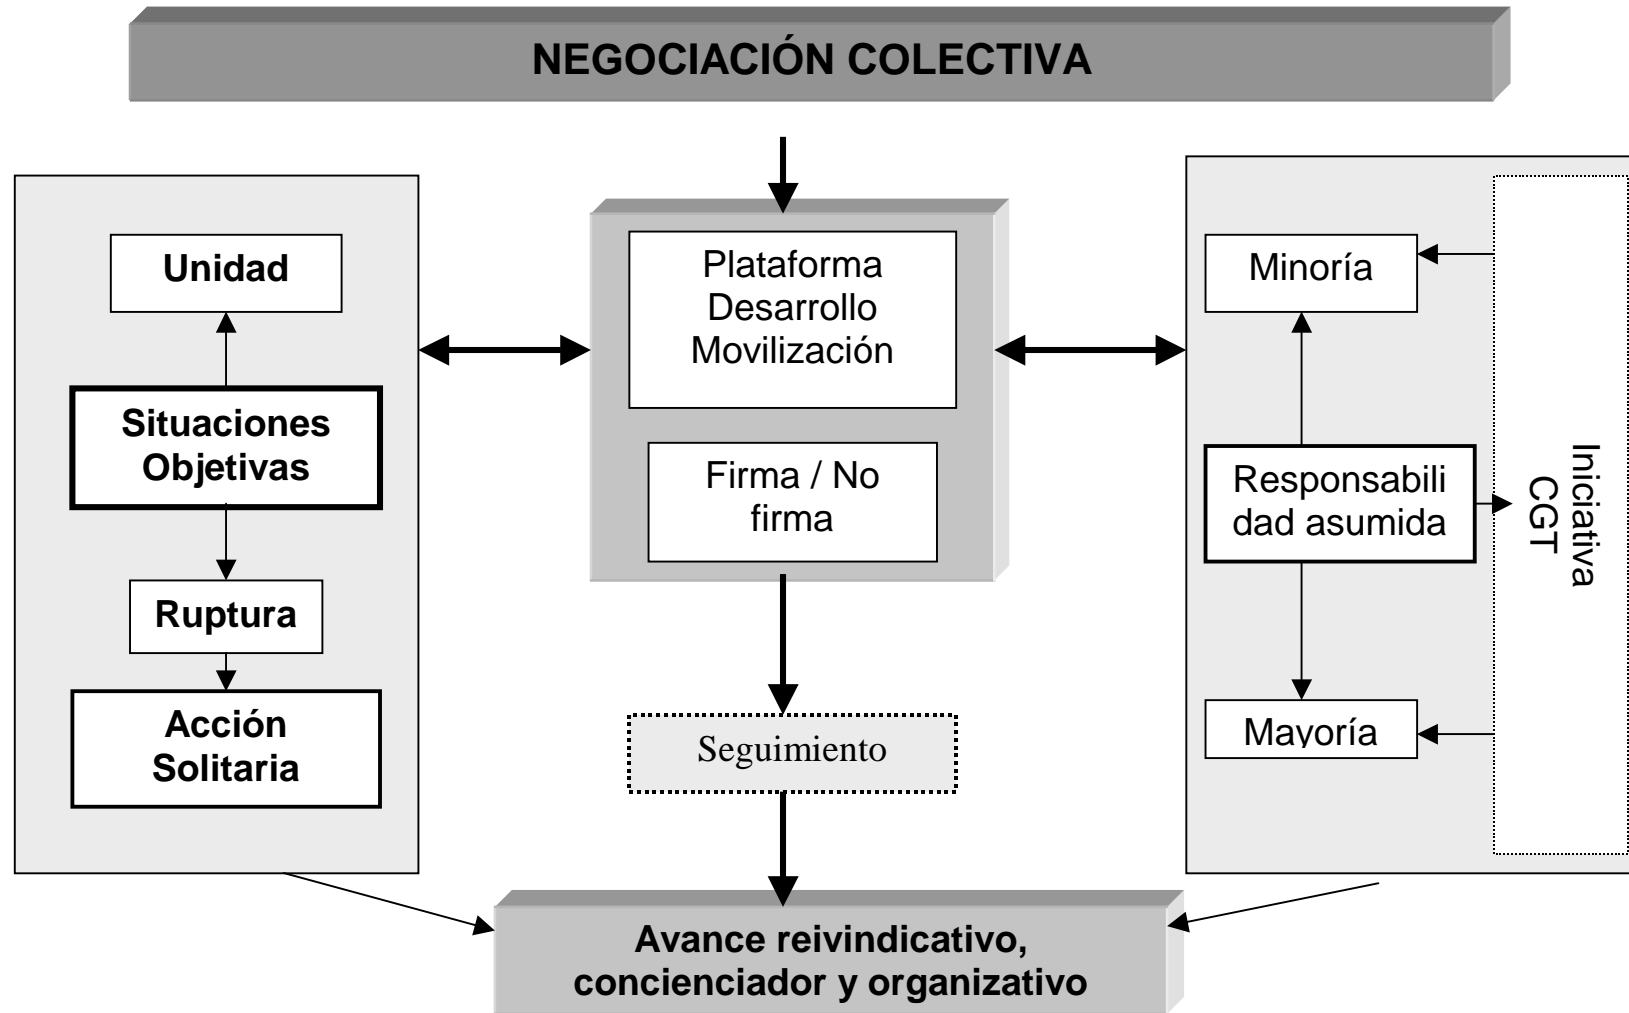 NEGOCIACIÓN COLECTIVA
Unidad
Situaciones
Objetivas
Ruptura
Acción
Solitaria
Plataforma
Desarrollo
Movilización
Firma / No
firma
Seguimiento
Minoría
Responsabili
dad asumida
Mayoría
Iniciativa
CGT
Avance reivindicativo,
concienciador y organizativo